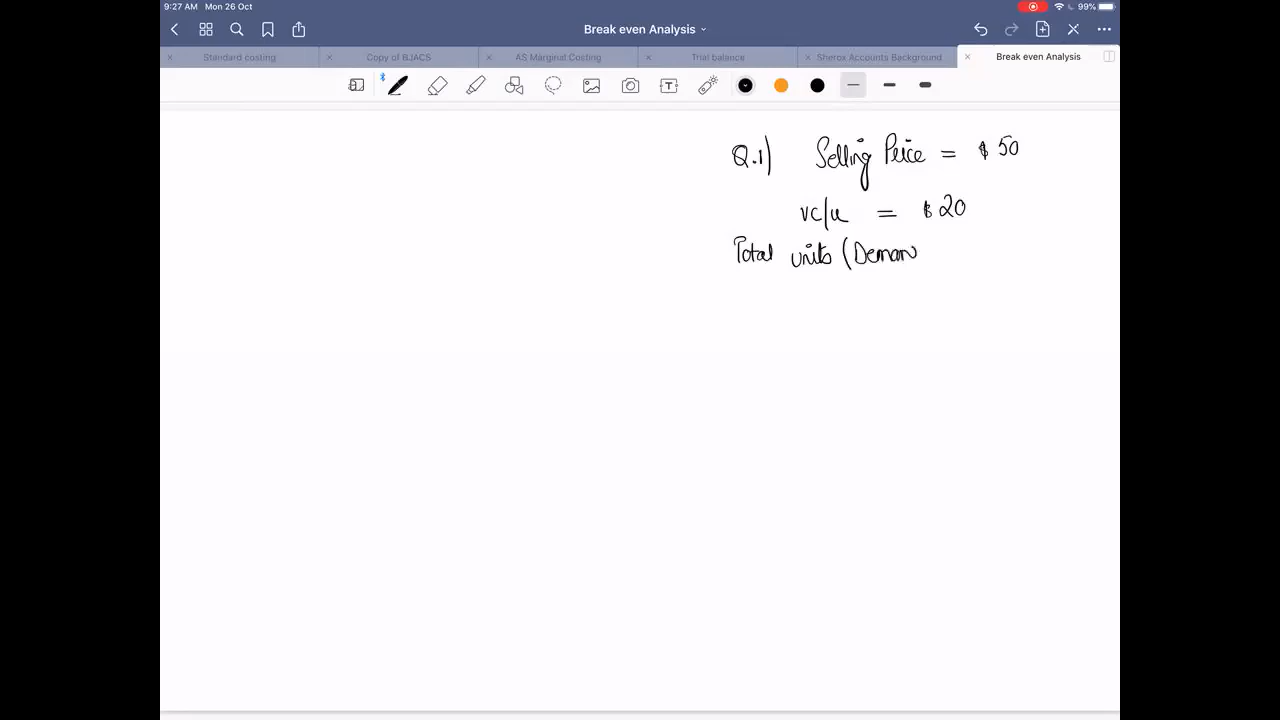 9:27 AM Mon 26 Oct 99%
Break even Analysis
Standard costing Copy of BJACS AS Marginal Costing Trial balance Sherox Accounts Background Break even Analysis
Q.1) Selling Price = $ 50
vc/u = $ 20
Total units (Deman